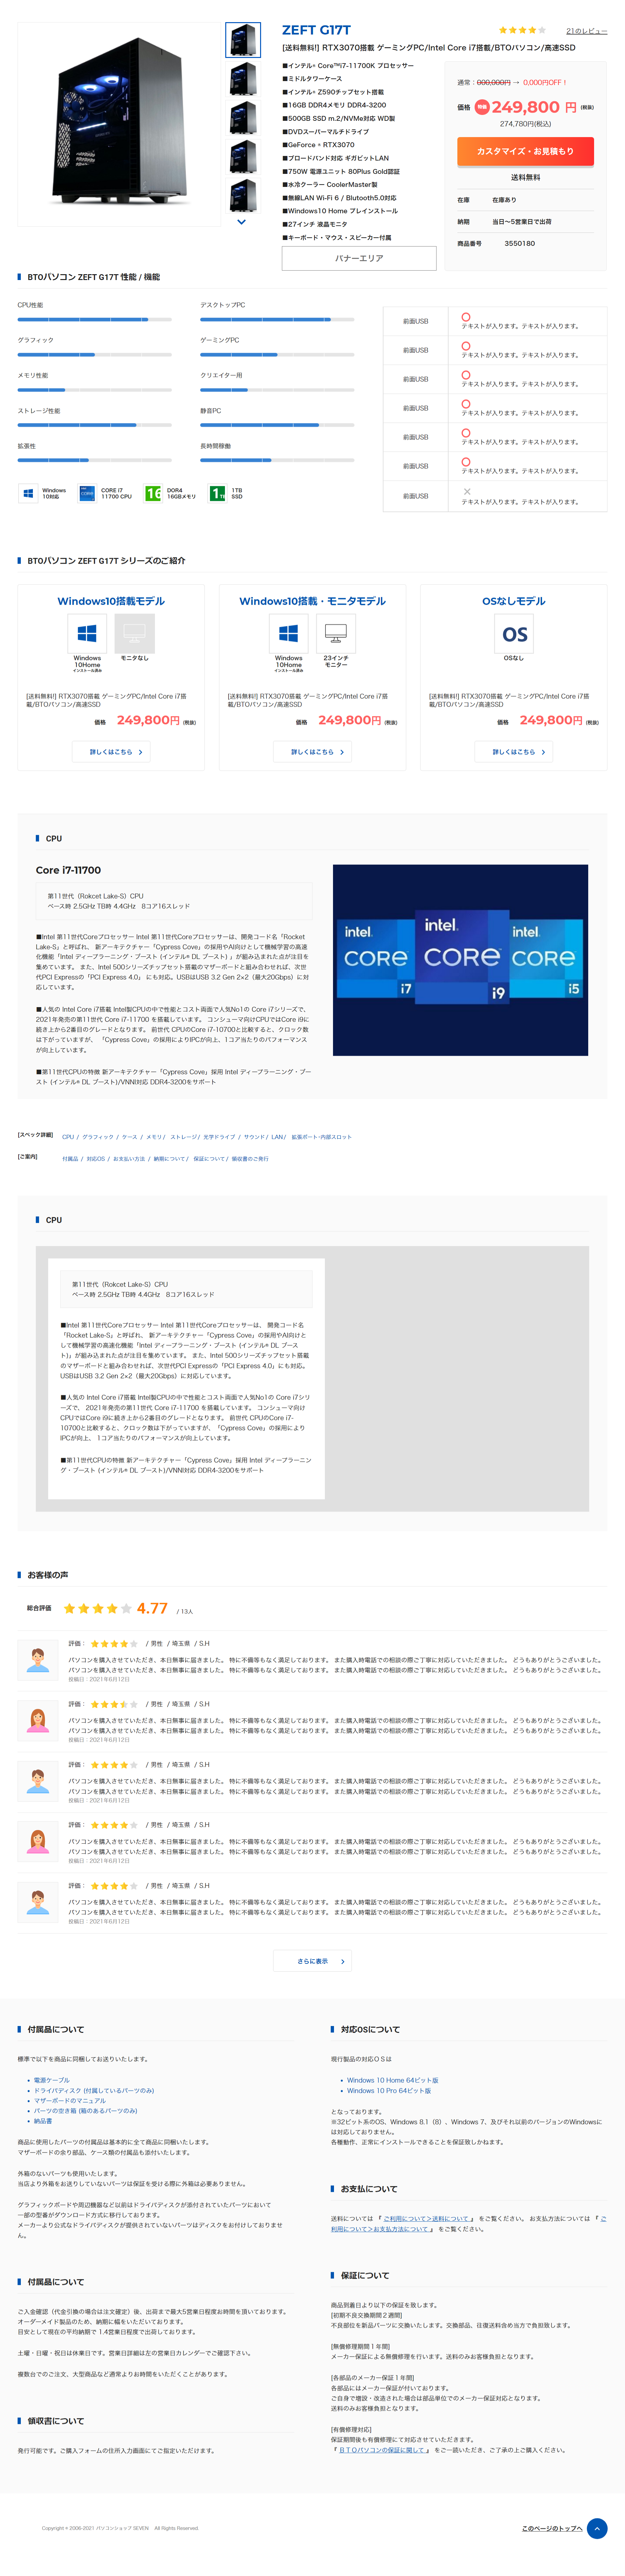 ZEFT G17T
21のレビュー
[送料無料!] RTX3070搭載 ゲーミングPC/Intel Core i7搭載/BTOパソコン/高速SSD
■インテル® Core™i7-11700K プロセッサー
■ミドルタワーケース
■インテル® Z590チップセット搭載
■16GB DDR4メモリ DDR4-3200
■500GB SSD m.2/NVMe対応 WD製
■DVDスーパーマルチドライブ
■GeForce ® RTX3070
■ブロードバンド対応 ギガビットLAN
■750W 電源ユニット 80Plus Gold認証
■水冷クーラー CoolerMaster製
■無線LAN Wi-Fi 6 / Blutooth5.0対応
■Windows10 Home プレインストール
■27インチ 液晶モニタ
■キーボード・マウス・スピーカー付属
バナーエリア
通常：000,000円 → 0,000円OFF！
価格 特価 249,800 円 (税抜)
274,780円(税込)
カスタマイズ・お見積もり
送料無料
在庫 在庫あり
納期 当日〜5営業日で出荷
商品番号 3550180
BTOパソコン ZEFT G17T 性能 / 機能
CPU性能
グラフィック
メモリ性能
ストレージ性能
拡張性
デスクトップPC
ゲーミングPC
クリエイター用
静音PC
長時間稼働
Windows 10対応
CORE i7 11700 CPU
DDR4 16GBメモリ
1TB SSD
前面USB テキストが入ります。テキストが入ります。
前面USB テキストが入ります。テキストが入ります。
前面USB テキストが入ります。テキストが入ります。
前面USB テキストが入ります。テキストが入ります。
前面USB テキストが入ります。テキストが入ります。
前面USB テキストが入ります。テキストが入ります。
前面USB テキストが入ります。テキストが入ります。
BTOパソコン ZEFT G17T シリーズのご紹介
Windows10搭載モデル
Windows
10Home
インストール済み
モニタなし
[送料無料!] RTX3070搭載 ゲーミングPC/Intel Core i7搭
載/BTOパソコン/高速SSD
価格 249,800円 (税抜)
詳しくはこちら
Windows10搭載・モニタモデル
Windows
10Home
インストール済み
23インチ
モニター
[送料無料!] RTX3070搭載 ゲーミングPC/Intel Core i7搭
載/BTOパソコン/高速SSD
価格 249,800円 (税抜)
詳しくはこちら
OSなしモデル
OS
OSなし
[送料無料!] RTX3070搭載 ゲーミングPC/Intel Core i7搭
載/BTOパソコン/高速SSD
価格 249,800円 (税抜)
詳しくはこちら
CPU
Core i7-11700
第11世代（Rokcet Lake-S）CPU
ベース時 2.5GHz TB時 4.4GHz 8コア16スレッド
■Intel 第11世代Coreプロセッサー Intel 第11世代Coreプロセッサーは、開発コード名「Rocket
Lake-S」と呼ばれ、 新アーキテクチャー「Cypress Cove」の採用やAI向けとして機械学習の高速
化機能「Intel ディープラーニング・ブースト (インテル® DL ブースト) 」が組み込まれた点が注目を
集めています。 また、Intel 500シリーズチップセット搭載のマザーボードと組み合わせれば、次世
代PCI Expressの「PCI Express 4.0」 にも対応。USBはUSB 3.2 Gen 2×2（最大20Gbps）に対
応しています。
■人気の Intel Core i7搭載 Intel製CPUの中で性能とコスト両面で人気No1の Core i7シリーズで、
2021年発売の第11世代 Core i7-11700 を搭載しています。 コンシューマ向けCPUではCore i9に
続き上から2番目のグレードとなります。 前世代 CPUのCore i7-10700と比較すると、クロック数
は下がっていますが、 「Cypress Cove」の採用によりIPCが向上、1コア当たりのパフォーマンス
が向上しています。
■第11世代CPUの特徴 新アーキテクチャー「Cypress Cove」採用 Intel ディープラーニング・ブー
スト (インテル® DL ブースト)/VNNI対応 DDR4-3200をサポート
intel
CORE
i7
intel.
CORE
i9
intel
CORE
i5
[スペック詳細] CPU / グラフィック / ケース / メモリ / ストレージ / 光学ドライブ / サウンド / LAN / 拡張ポート･内部スロット
[ご案内] 付属品 / 対応OS / お支払い方法 / 納期について / 保証について / 領収書のご発行
CPU
第11世代（Rokcet Lake-S）CPU
ベース時 2.5GHz TB時 4.4GHz 8コア16スレッド
■Intel 第11世代Coreプロセッサー Intel 第11世代Coreプロセッサーは、 開発コード名
「Rocket Lake-S」と呼ばれ、 新アーキテクチャー「Cypress Cove」の採用やAI向けと
して機械学習の高速化機能「Intel ディープラーニング・ブースト (インテル® DL ブース
ト)」が組み込まれた点が注目を集めています。 また、Intel 500シリーズチップセット搭載
のマザーボードと組み合わせれば、次世代PCI Expressの「PCI Express 4.0」にも対応。
USBはUSB 3.2 Gen 2×2（最大20Gbps）に対応しています。
■人気の Intel Core i7搭載 Intel製CPUの中で性能とコスト両面で人気No1の Core i7シリ
ーズで、 2021年発売の第11世代 Core i7-11700 を搭載しています。 コンシューマ向け
CPUではCore i9に続き上から2番目のグレードとなります。 前世代 CPUのCore i7-
10700と比較すると、クロック数は下がっていますが、 「Cypress Cove」の採用により
IPCが向上、 1コア当たりのパフォーマンスが向上しています。
■第11世代CPUの特徴 新アーキテクチャー「Cypress Cove」採用 Intel ディープラーニン
グ・ブースト (インテル® DL ブースト)/VNNI対応 DDR4-3200をサポート
お客様の声
総合評価 4.77 / 13人
評価： / 男性 / 埼玉県 / S.H
パソコンを購入させていただき、本日無事に届きました。 特に不備等もなく満足しております。 また購入時電話での相談の際ご丁寧に対応していただきました。 どうもありがとうございました。
パソコンを購入させていただき、本日無事に届きました。 特に不備等もなく満足しております。 また購入時電話での相談の際ご丁寧に対応していただきました。 どうもありがとうございました。
投稿日：2021年6月12日
評価： / 男性 / 埼玉県 / S.H
パソコンを購入させていただき、本日無事に届きました。 特に不備等もなく満足しております。 また購入時電話での相談の際ご丁寧に対応していただきました。 どうもありがとうございました。
パソコンを購入させていただき、本日無事に届きました。 特に不備等もなく満足しております。 また購入時電話での相談の際ご丁寧に対応していただきました。 どうもありがとうございました。
投稿日：2021年6月12日
評価： / 男性 / 埼玉県 / S.H
パソコンを購入させていただき、本日無事に届きました。 特に不備等もなく満足しております。 また購入時電話での相談の際ご丁寧に対応していただきました。 どうもありがとうございました。
パソコンを購入させていただき、本日無事に届きました。 特に不備等もなく満足しております。 また購入時電話での相談の際ご丁寧に対応していただきました。 どうもありがとうございました。
投稿日：2021年6月12日
評価： / 男性 / 埼玉県 / S.H
パソコンを購入させていただき、本日無事に届きました。 特に不備等もなく満足しております。 また購入時電話での相談の際ご丁寧に対応していただきました。 どうもありがとうございました。
パソコンを購入させていただき、本日無事に届きました。 特に不備等もなく満足しております。 また購入時電話での相談の際ご丁寧に対応していただきました。 どうもありがとうございました。
投稿日：2021年6月12日
評価： / 男性 / 埼玉県 / S.H
パソコンを購入させていただき、本日無事に届きました。 特に不備等もなく満足しております。 また購入時電話での相談の際ご丁寧に対応していただきました。 どうもありがとうございました。
パソコンを購入させていただき、本日無事に届きました。 特に不備等もなく満足しております。 また購入時電話での相談の際ご丁寧に対応していただきました。 どうもありがとうございました。
投稿日：2021年6月12日
さらに表示
付属品について
標準で以下を商品に同梱してお送りいたします。
• 電源ケーブル
• ドライバディスク (付属しているパーツのみ)
• マザーボードのマニュアル
• パーツの空き箱 (箱のあるパーツのみ)
• 納品書
商品に使用したパーツの付属品は基本的に全て商品に同梱いたします。
マザーボードの余り部品、ケース類の付属品も添付いたします。
外箱のないパーツも使用いたします。
当店より外箱をお送りしていないパーツは保証を受ける際に外箱は必要ありません。
グラフィックボードや周辺機器など以前はドライバディスクが添付されていたパーツにおいて
一部の型番がダウンロード方式に移行しております。
メーカーより公式なドライバディスクが提供されていないパーツはディスクをお付けしておりませ
ん。
付属品について
ご入金確認（代金引換の場合は注文確定）後、出荷まで最大5営業日程度お時間を頂いております。
オーダーメイド製品のため、納期に幅をいただいております。
目安として現在の平均納期で 1.4営業日程度で出荷しております。
土曜・日曜・祝日は休業日です。営業日詳細は左の営業日カレンダーでご確認下さい。
複数台でのご注文、大型商品など通常よりお時間をいただくことがあります。
領収書について
発行可能です。ご購入フォームの住所入力画面にてご指定いただけます。
対応OSについて
現行製品の対応ＯＳは
• Windows 10 Home 64ビット版
• Windows 10 Pro 64ビット版
となっております。
※32ビット系のOS、Windows 8.1（8）、Windows 7、及びそれ以前のバージョンのWindowsに
は対応しておりません。
各種動作、正常にインストールできることを保証致しかねます。
お支払について
送料については 『 ご利用について＞送料について 』 をご覧ください。 お支払方法については 『 ご
利用について＞お支払方法について 』 をご覧ください。
保証について
商品到着日より以下の保証を致します。
[初期不良交換期間２週間]
不良部位を新品パーツに交換いたします。交換部品、往復送料含め当方で負担致します。
[無償修理期間１年間]
メーカー保証による無償修理を行います。送料のみお客様負担となります。
[各部品のメーカー保証１年間]
各部品にはメーカー保証が付いております。
ご自身で増設・改造された場合は部品単位でのメーカー保証対応となります。
送料のみお客様負担となります。
[有償修理対応]
保証期間後も有償修理にて対応させていただきます。
『 ＢＴＯパソコンの保証に関して 』 をご一読いただき、ご了承の上ご購入ください。
Copyright © 2006-2021 パソコンショップ SEVEN All Rights Reserved.
このページのトップへ